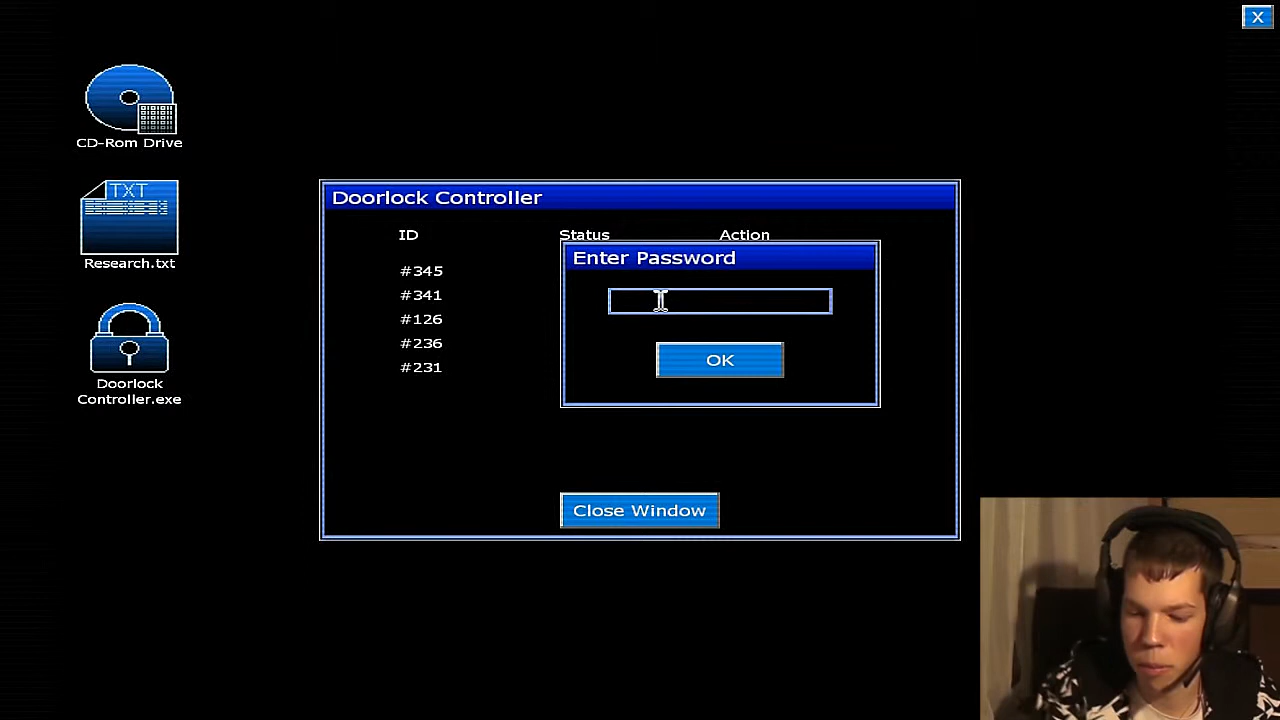 X
CD-Rom Drive
TXT
Research.txt
Doorlock
Controller.exe
Doorlock Controller
ID Status Action
#345
#341
#126
#236
#231
Enter Password
OK
Close Window